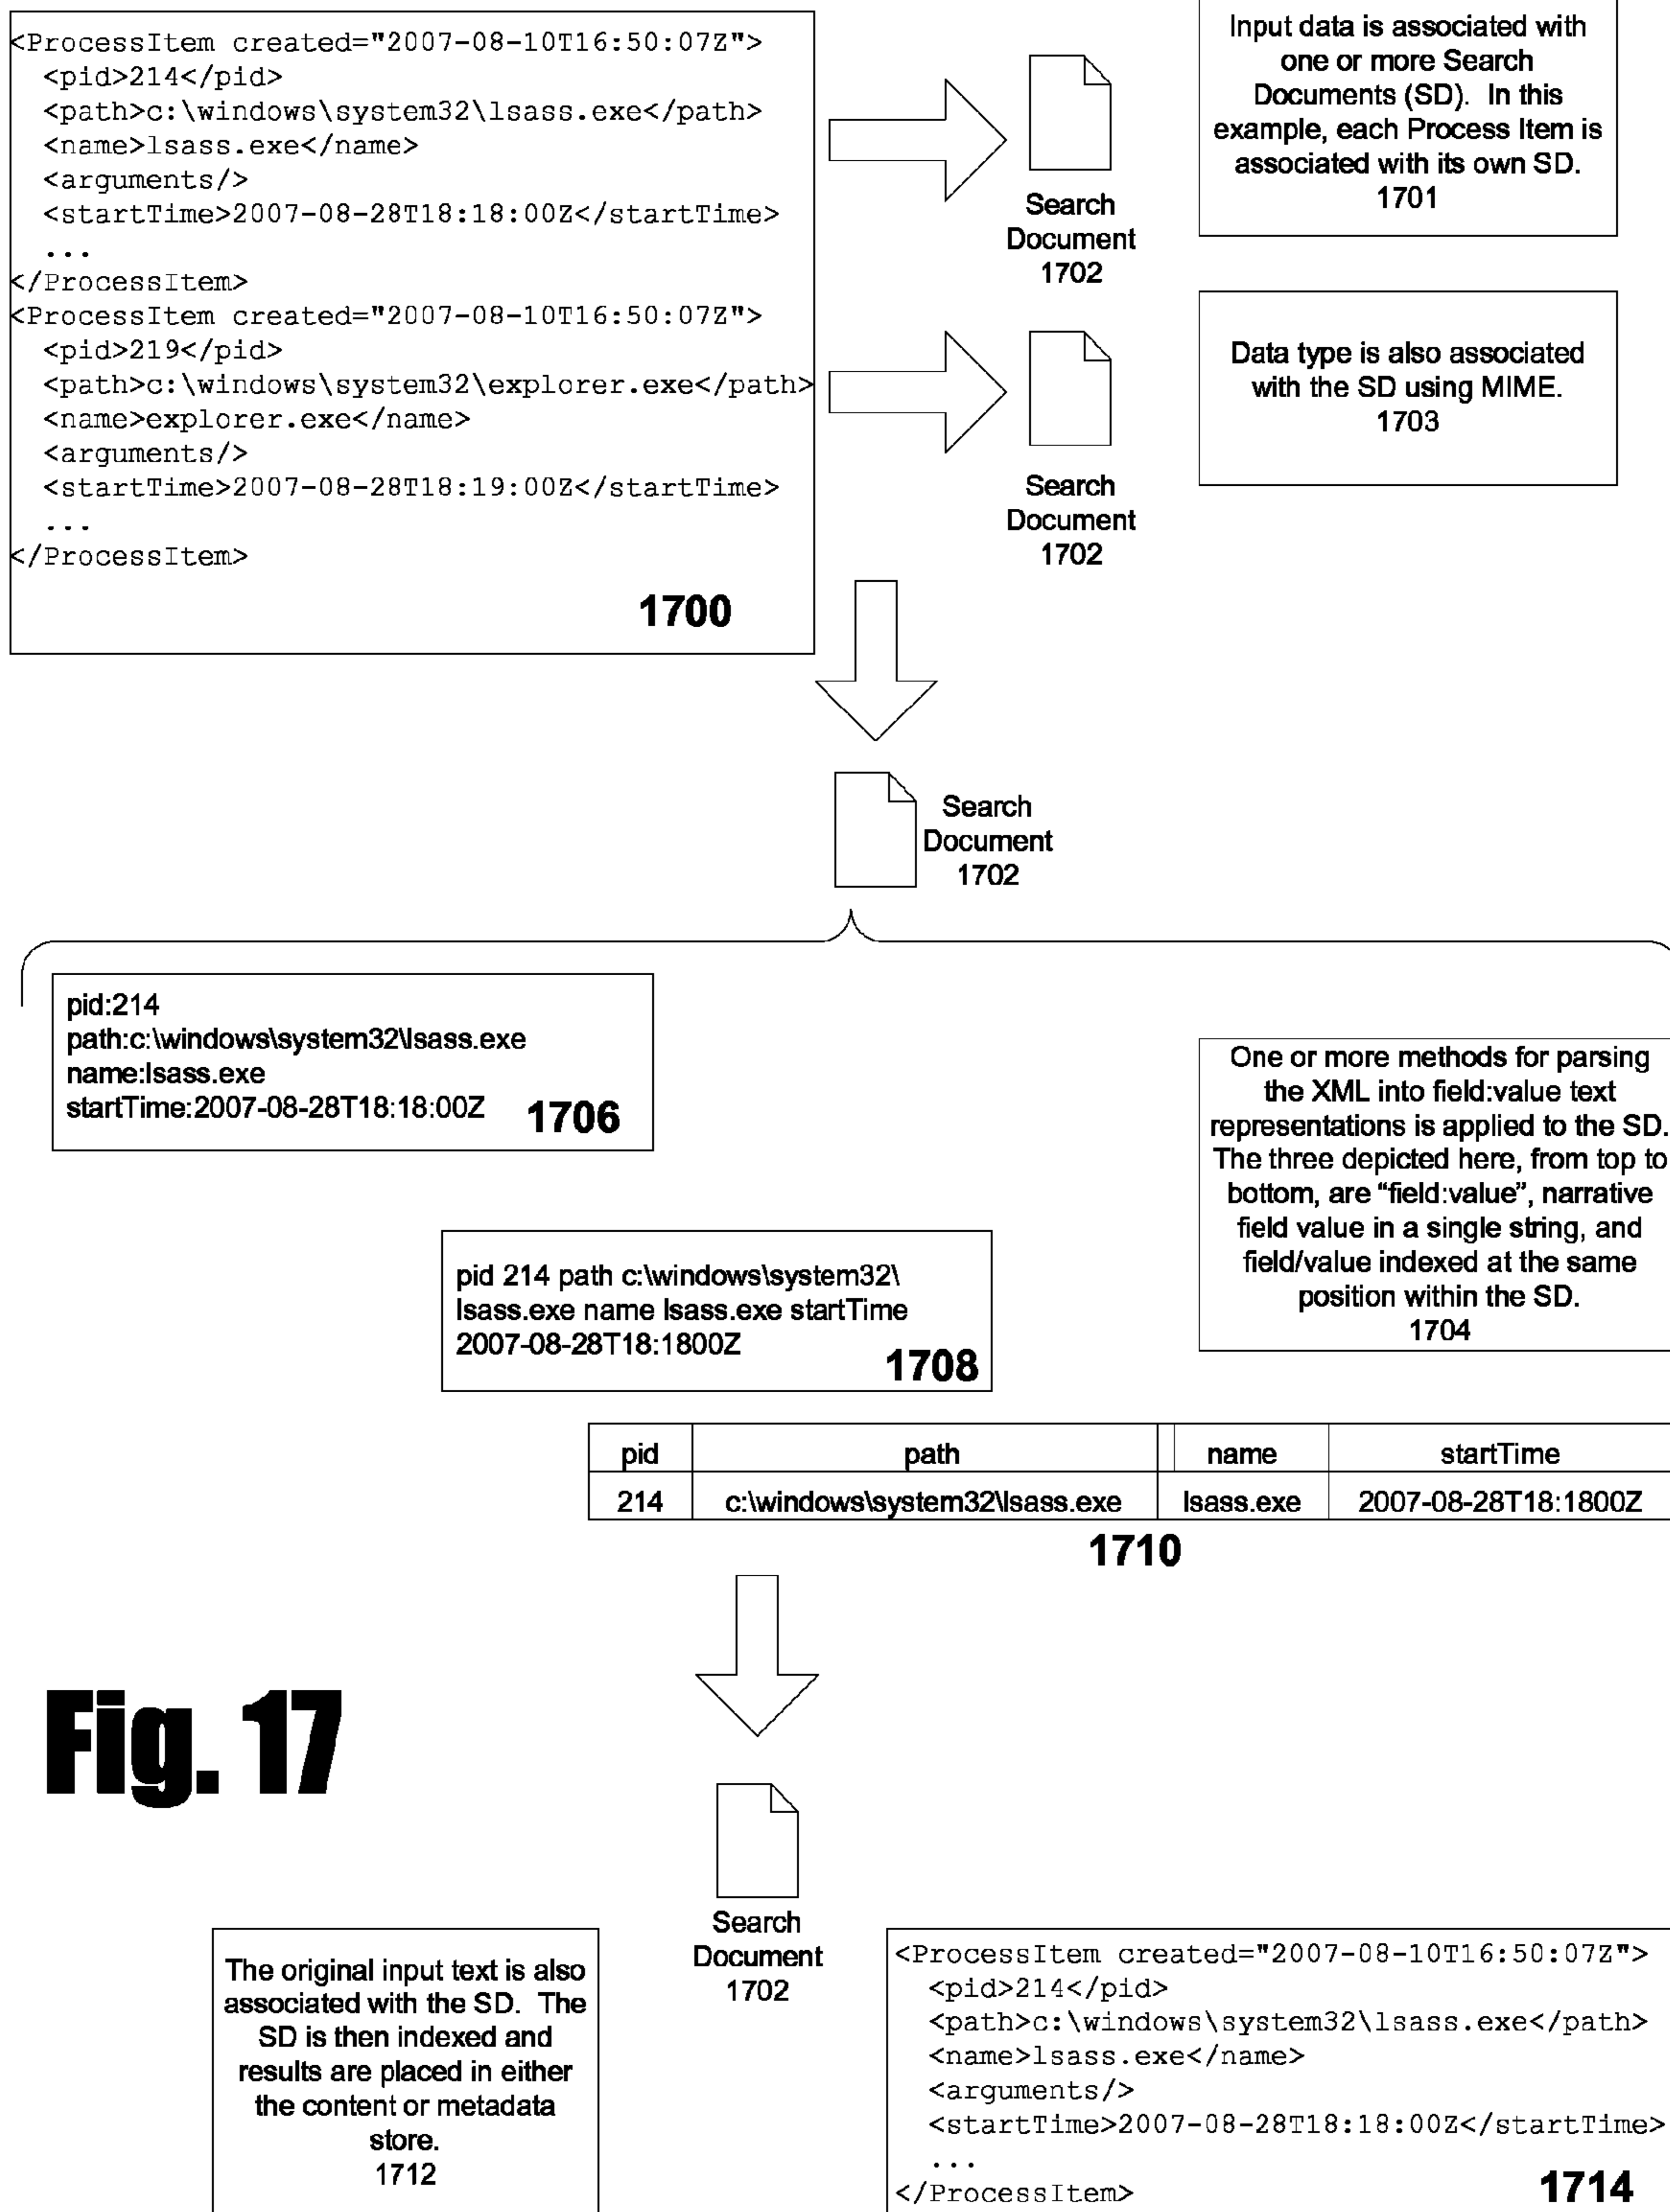 <ProcessItem created="2007-08-10T16:50:07Z">
<pid>214</pid>
<path>c:\windows\system32\lsass.exe</path>
<name>lsass.exe</name>
<arguments/>
<startTime>2007-08-28T18:18:00Z</startTime>
...
</ProcessItem>
<ProcessItem created="2007-08-10T16:50:07Z">
<pid>219</pid>
<path>c:\windows\system32\explorer.exe</path>
<name>explorer.exe</name>
<arguments/>
<startTime>2007-08-28T18:19:00Z</startTime>
...
</ProcessItem>
1700
Search
Document
1702
Search
Document
1702
Input data is associated with
one or more Search
Documents (SD). In this
example, each Process Item is
associated with its own SD.
1701
Data type is also associated
with the SD using MIME.
1703
Search
Document
1702
pid:214
path:c:\windows\system32\lsass.exe
name:lsass.exe
startTime:2007-08-28T18:18:00Z 1706
One or more methods for parsing
the XML into field:value text
representations is applied to the SD.
The three depicted here, from top to
bottom, are “field:value”, narrative
field value in a single string, and
field/value indexed at the same
position within the SD.
1704
pid 214 path c:\windows\system32\
lsass.exe name lsass.exe startTime
2007-08-28T18:1800Z
1708
pid path name startTime
214 c:\windows\system32\lsass.exe lsass.exe 2007-08-28T18:1800Z
1710
Fig. 17
Search
Document
1702
The original input text is also
associated with the SD. The
SD is then indexed and
results are placed in either
the content or metadata
store.
1712
<ProcessItem created="2007-08-10T16:50:07Z">
<pid>214</pid>
<path>c:\windows\system32\lsass.exe</path>
<name>lsass.exe</name>
<arguments/>
<startTime>2007-08-28T18:18:00Z</startTime>
...
</ProcessItem>
1714